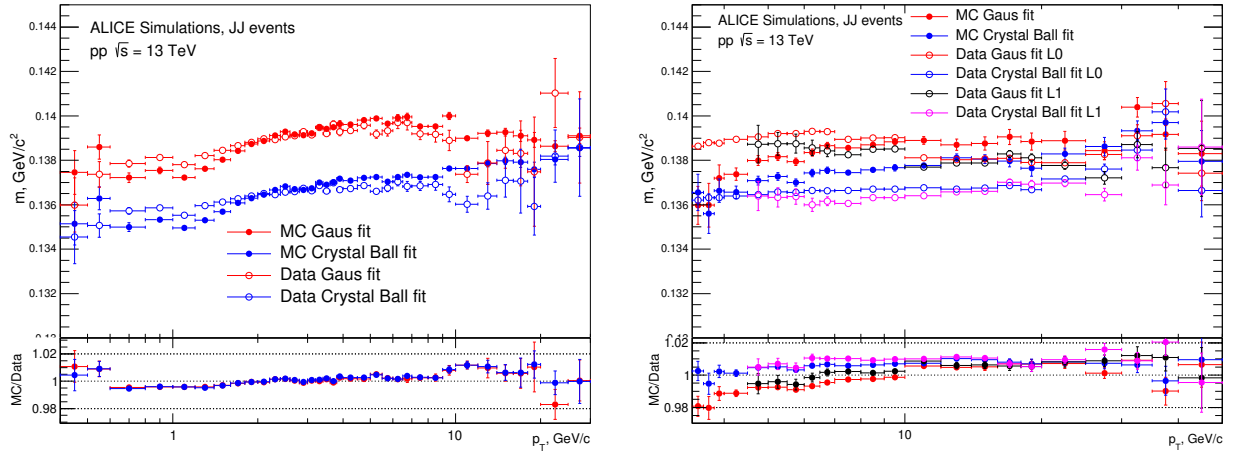 ALICE Simulations, JJ events
pp √s = 13 TeV
m, GeV/c²
0.144
0.142
0.14
0.138
0.136
0.134
0.132
0.12
MC Gaus fit
MC Crystal Ball fit
Data Gaus fit
Data Crystal Ball fit
MC/Data
1.02
1
0.98
1
10
p_T, GeV/c
ALICE Simulations, JJ events
pp √s = 13 TeV
m, GeV/c²
0.144
0.142
0.14
0.138
0.136
0.134
0.132
0.12
MC Gaus fit
MC Crystal Ball fit
Data Gaus fit L0
Data Crystal Ball fit L0
Data Gaus fit L1
Data Crystal Ball fit L1
MC/Data
1.02
1
0.98
10
p_T, GeV/c